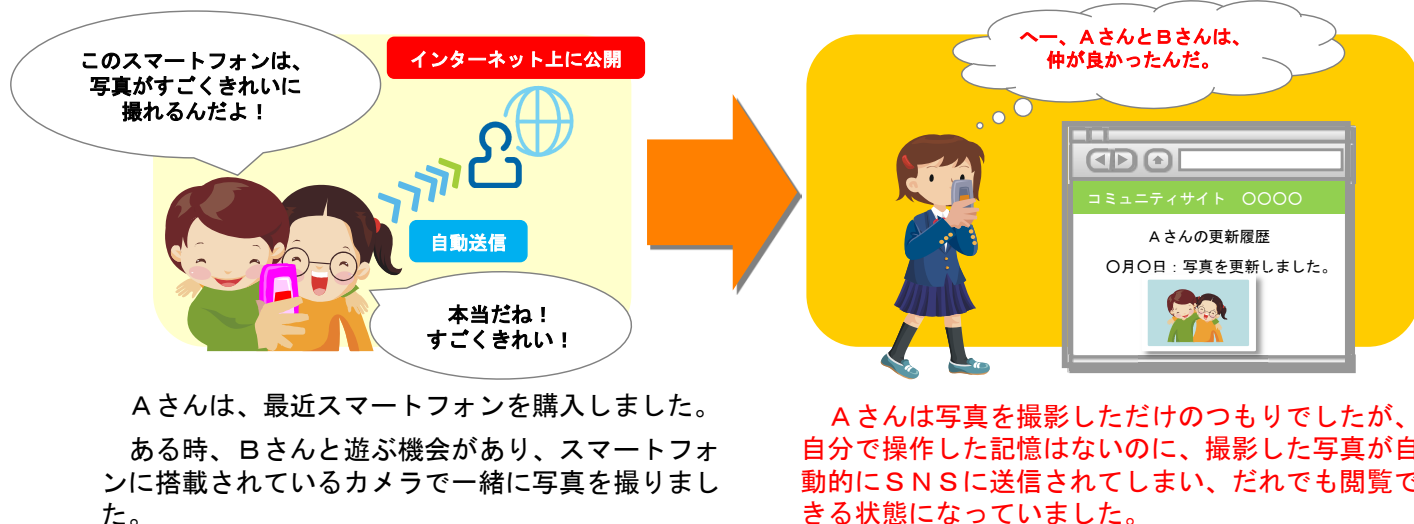 このスマートフォンは、
写真がすごくきれいに
撮れるんだよ！
インターネット上に公開
自動送信
本当だね！
すごくきれい！
Ａさんは、最近スマートフォンを購入しました。
ある時、Ｂさんと遊ぶ機会があり、スマートフォ
ンに搭載されているカメラで一緒に写真を撮りまし
た。
へー、ＡさんとＢさんは、
仲が良かったんだ。
コミュニティサイト　〇〇〇〇
Ａさんの更新履歴
〇月〇日：写真を更新しました。
Ａさんは写真を撮影しただけのつもりでしたが、
自分で操作した記憶はないのに、撮影した写真が自
動的にＳＮＳに送信されてしまい、だれでも閲覧で
きる状態になっていました。